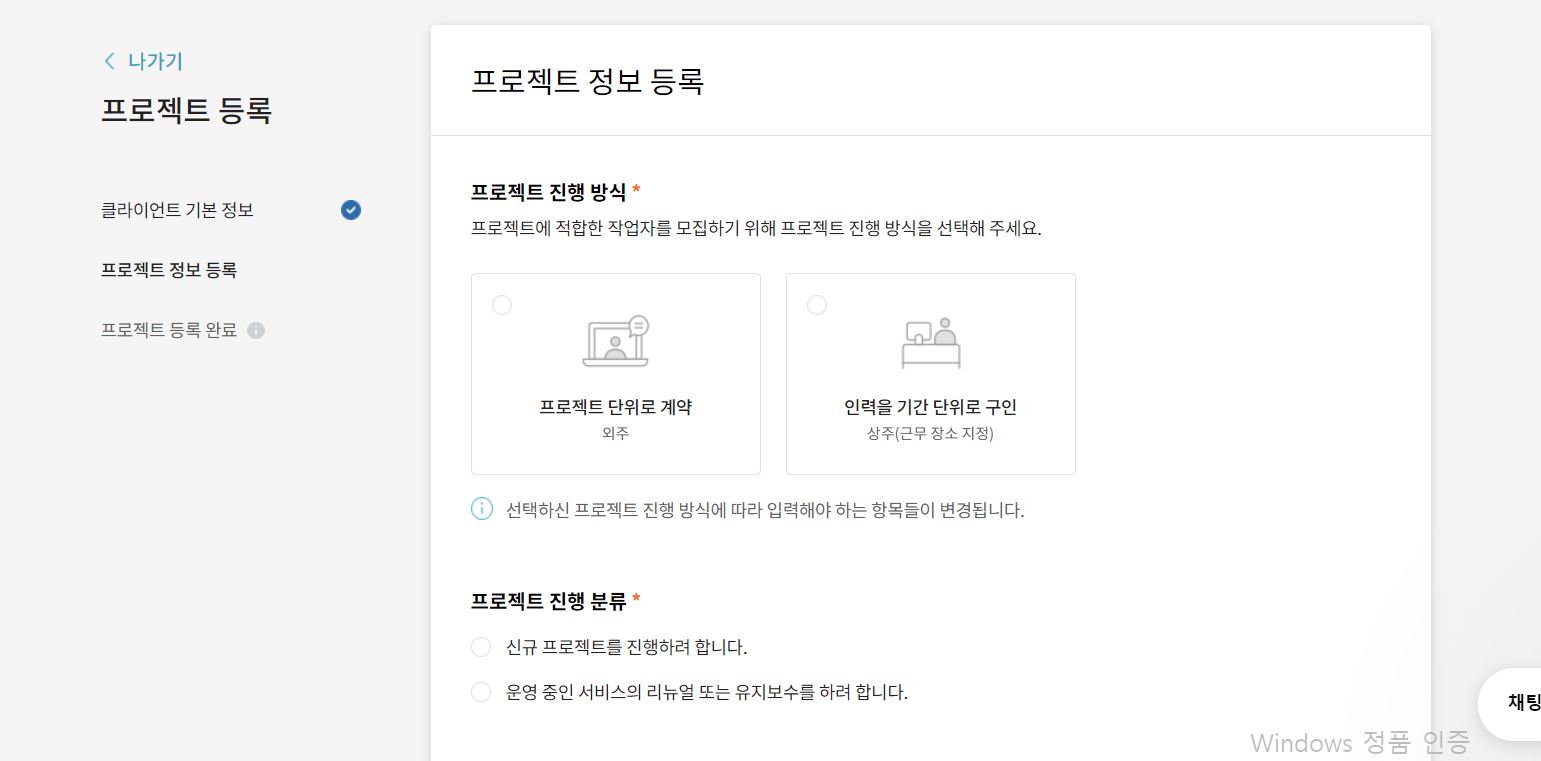 나가기
프로젝트 등록
클라이언트 기본 정보
프로젝트 정보 등록
프로젝트 등록 완료
프로젝트 정보 등록
프로젝트 진행 방식 *
프로젝트에 적합한 작업자를 모집하기 위해 프로젝트 진행 방식을 선택해 주세요.
프로젝트 단위로 계약
외주
인력을 기간 단위로 구인
상주(근무 장소 지정)
선택하신 프로젝트 진행 방식에 따라 입력해야 하는 항목들이 변경됩니다.
프로젝트 진행 분류 *
신규 프로젝트를 진행하려 합니다.
운영 중인 서비스의 리뉴얼 또는 유지보수를 하려 합니다.
채팅
Windows 정품 인증